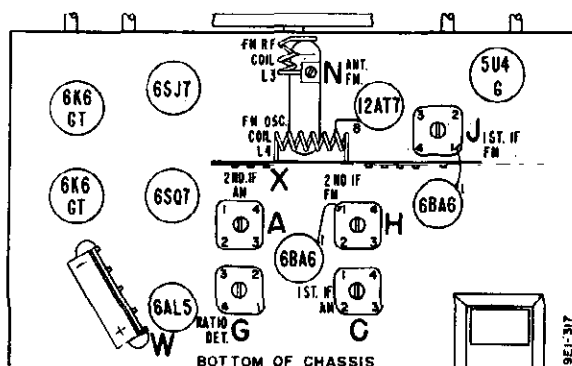 FM RF
COIL
L3
N
ANT.
FM.
5U4
G
6K6
GT
6SJ7
12AT7
8
FM OSC.
COIL
L4
3 2
4 1
J
1ST. IF
FM
1
X
6K6
GT
6SQ7
2ND. IF
AM
2ND. IF
FM
6BA6
1 4
2 3
A
1 4
2 3
H
1
6BA6
-
+
W
6AL5
RATIO
DET.
3 2
4 1
G
1ST. IF
AM
1 4
2 3
C
BOTTOM OF CHASSIS
9E1-317